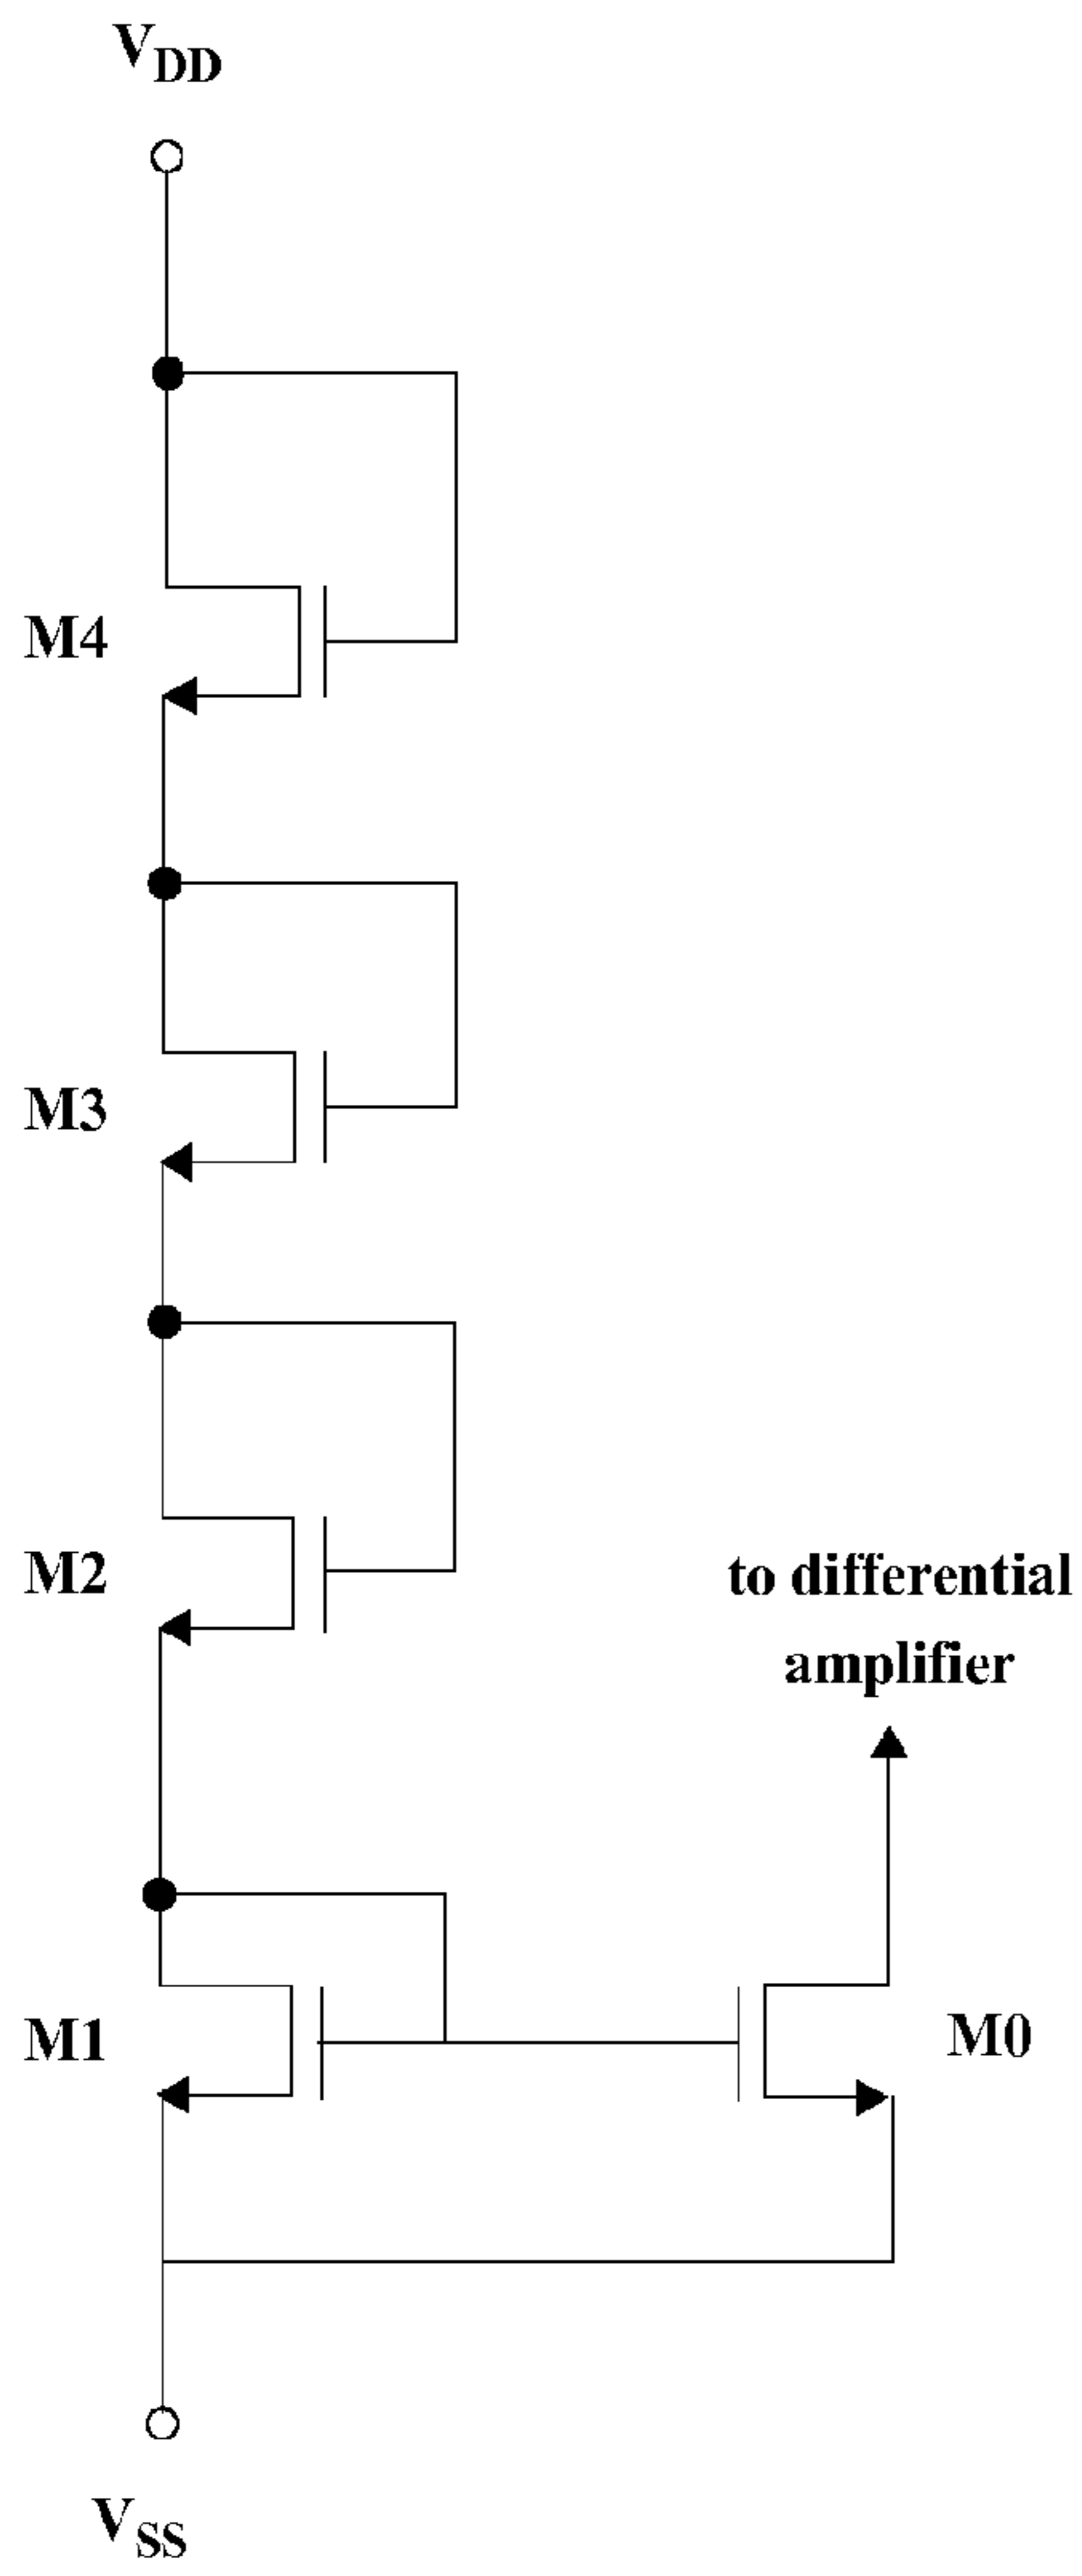 VDD
M4
M3
M2
to differential
amplifier
M1
M0
VSS